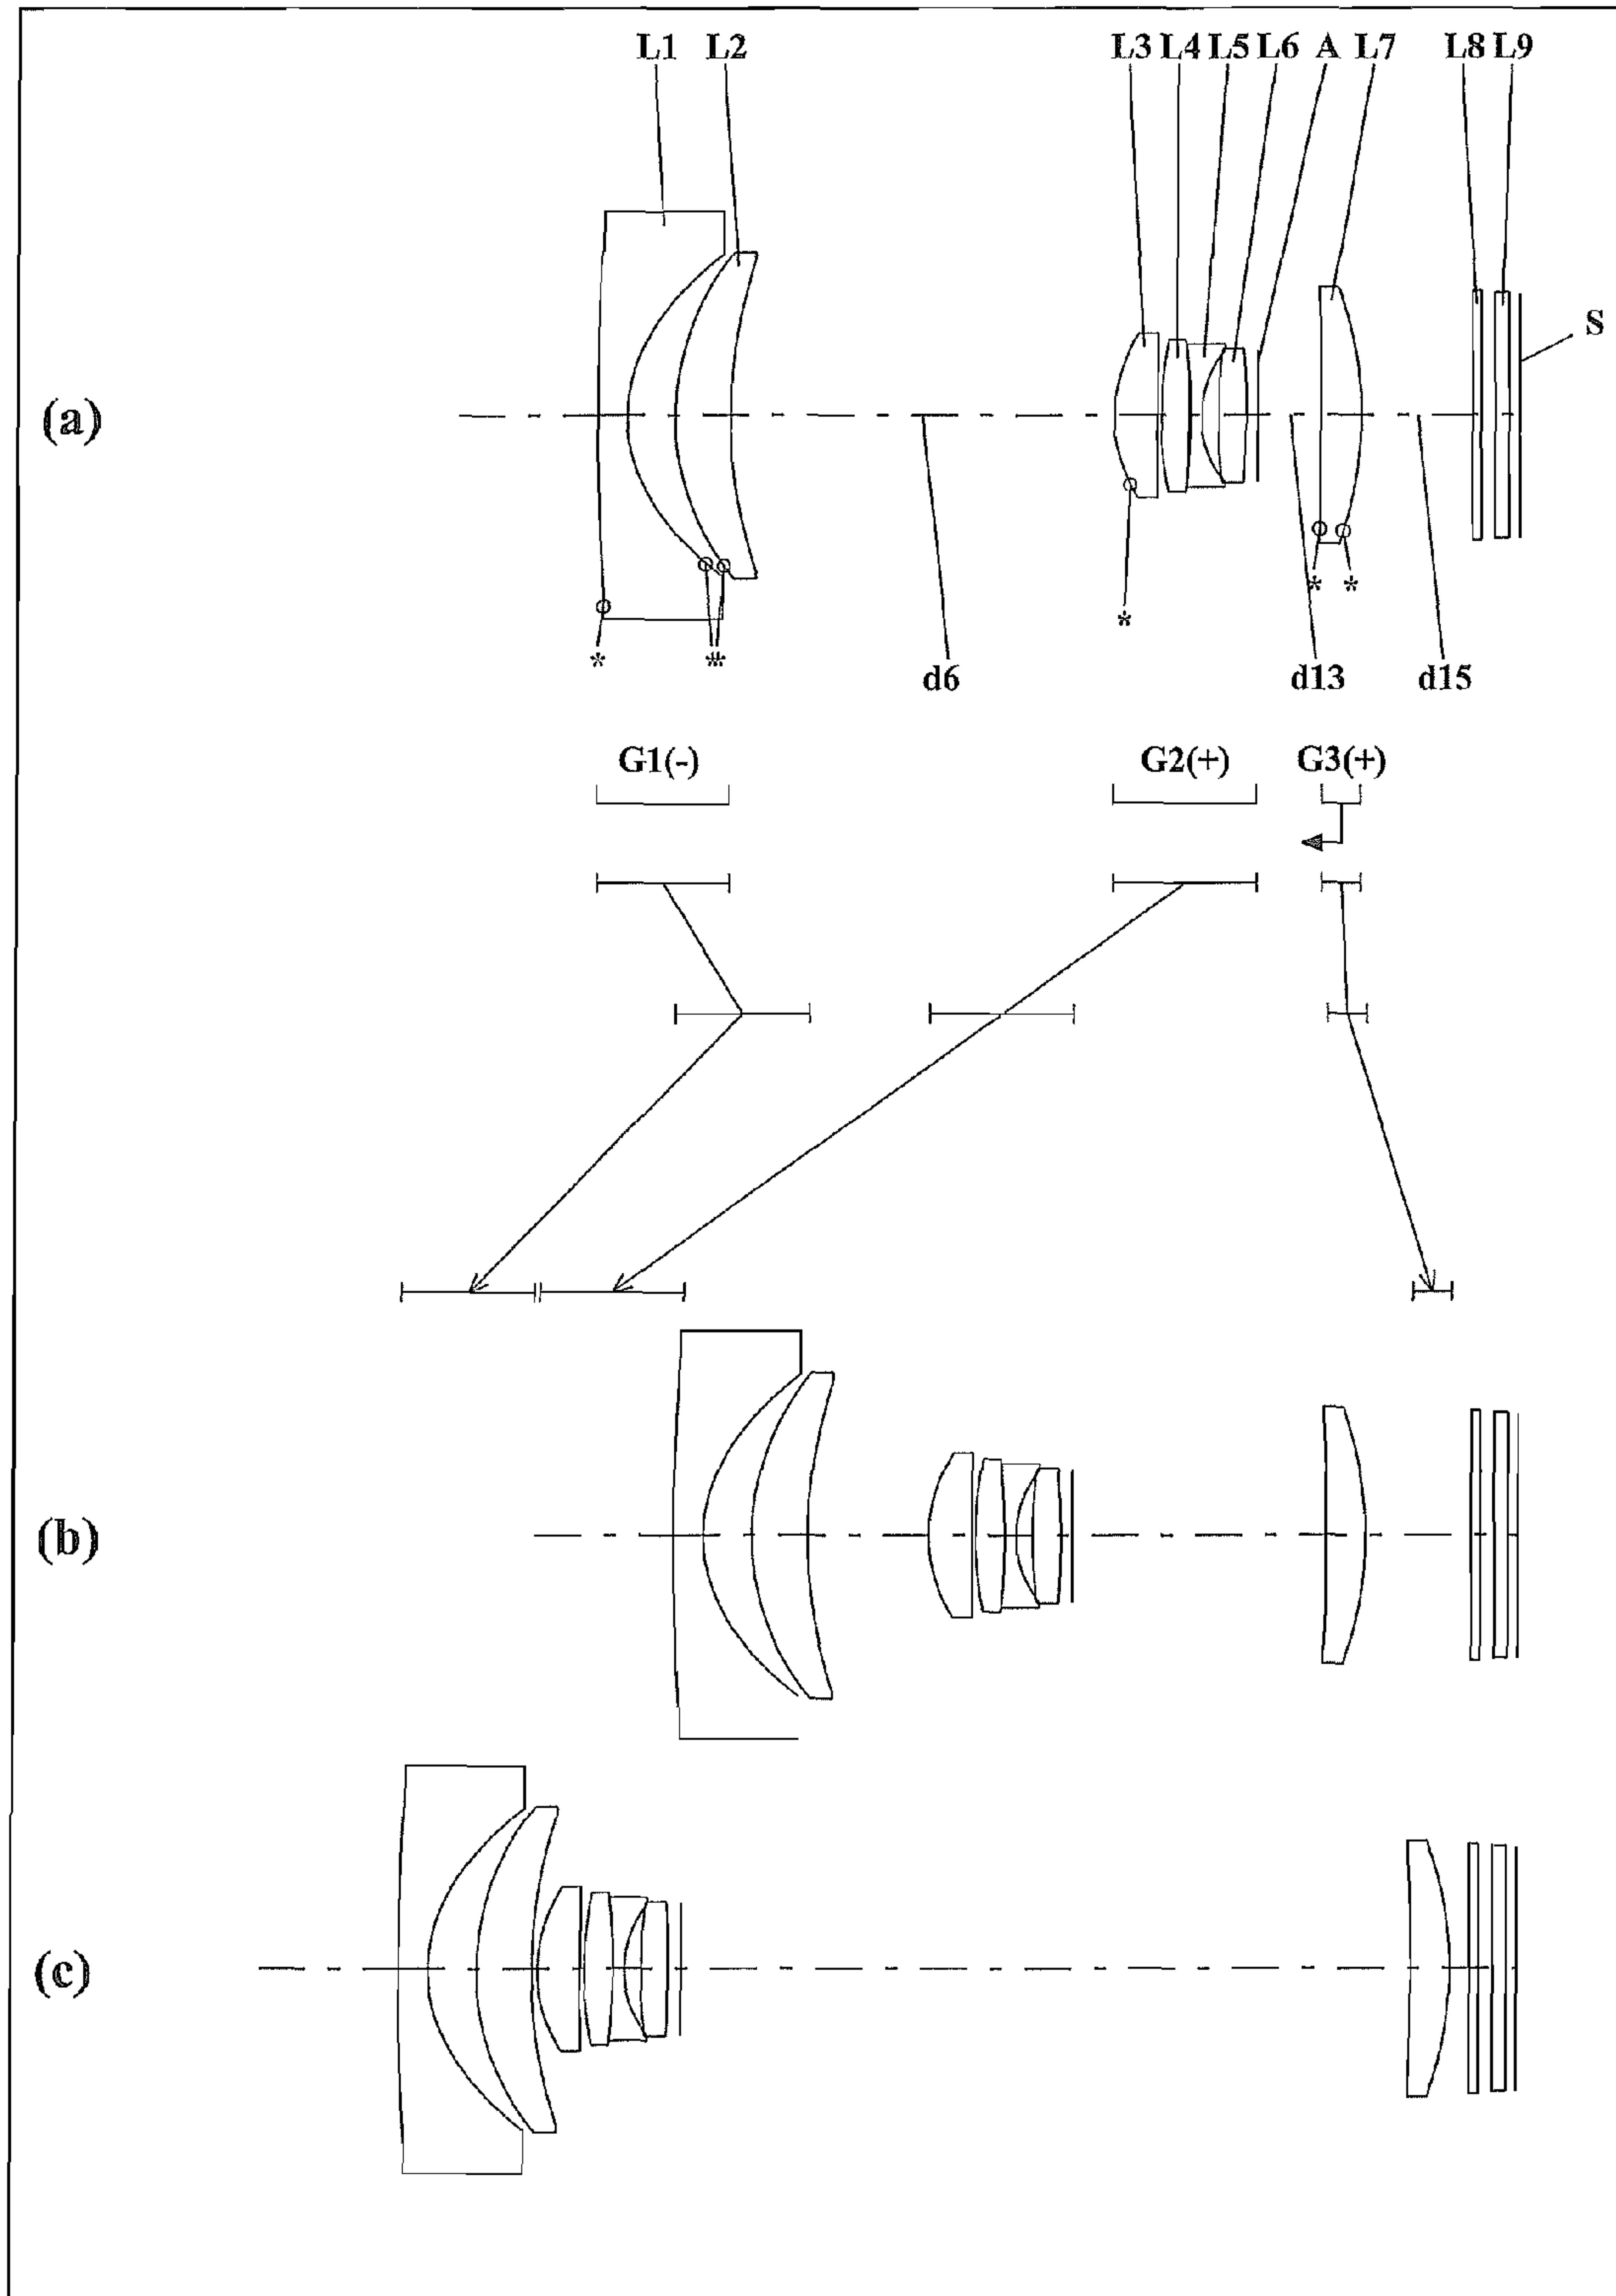 L1 L2 L3 L4 L5 L6 A L7 L8 L9
S
(a)
* * *
* *
* **
d6 d13 d15
G1(-) G2(+) G3(+)
(b)
(c)